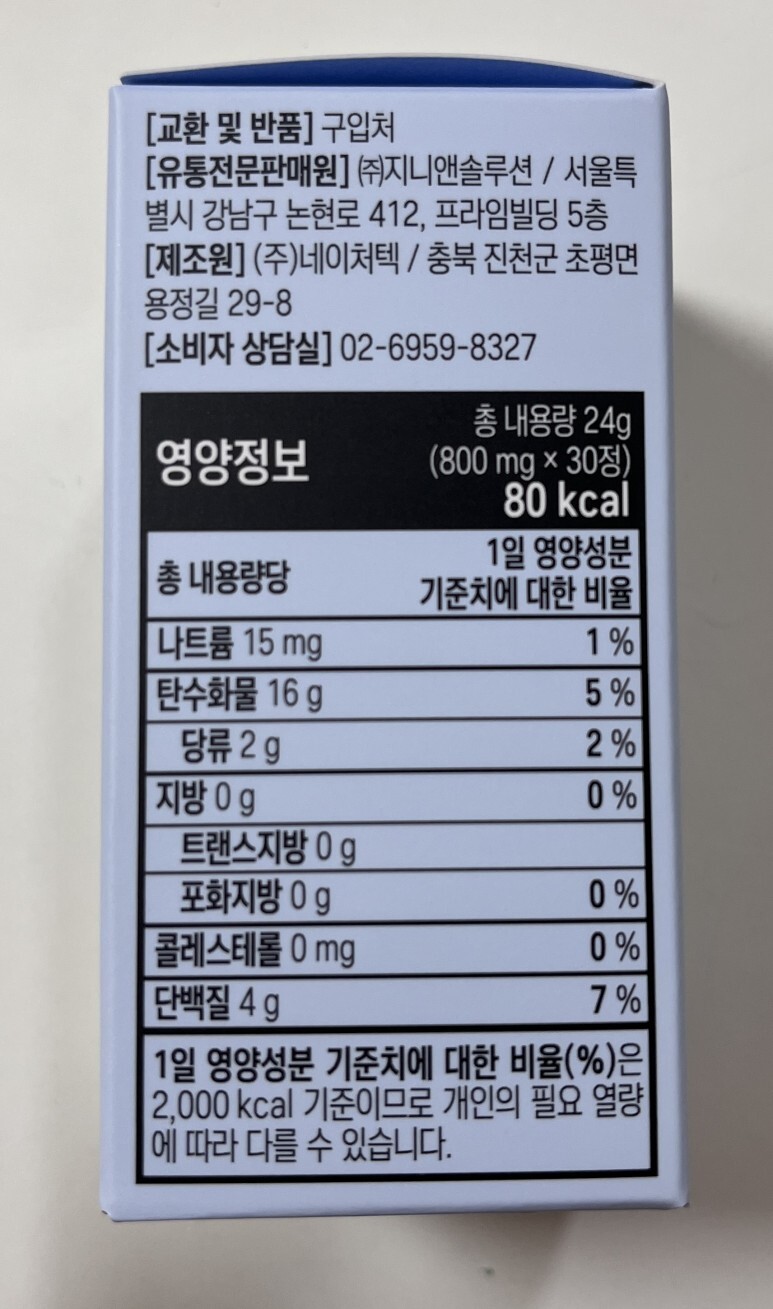 [교환 및 반품] 구입처
[유통전문판매원] ㈜지니앤솔루션 / 서울특
별시 강남구 논현로 412, 프라임빌딩 5층
[제조원] (주)네이처텍 / 충북 진천군 초평면
용정길 29-8
[소비자 상담실] 02-6959-8327
영양정보
총 내용량 24g
(800 mg × 30정)
80 kcal
총 내용량당
1일 영양성분
기준치에 대한 비율
나트륨 15 mg 1 %
탄수화물 16 g 5 %
당류 2 g 2 %
지방 0 g 0 %
트랜스지방 0 g
포화지방 0 g 0 %
콜레스테롤 0 mg 0 %
단백질 4 g 7 %
1일 영양성분 기준치에 대한 비율(%)은
2,000 kcal 기준이므로 개인의 필요 열량
에 따라 다를 수 있습니다.